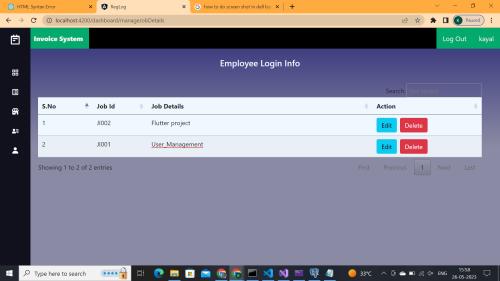 HTML Syntax Error
RegLog
how to do screen shot in dell la
localhost:4200/dashboard/manageJobDetails
Paused
Invoice System
Log Out
kayal
Employee Login Info
Search:
S.No
Job Id
Job Details
Action
1
JI002
Flutter project
Edit
Delete
2
JI001
User_Management
Edit
Delete
Showing 1 to 2 of 2 entries
First
Previous
1
Next
Last
Type here to search
33°C
ENG
15:58
26-05-2023